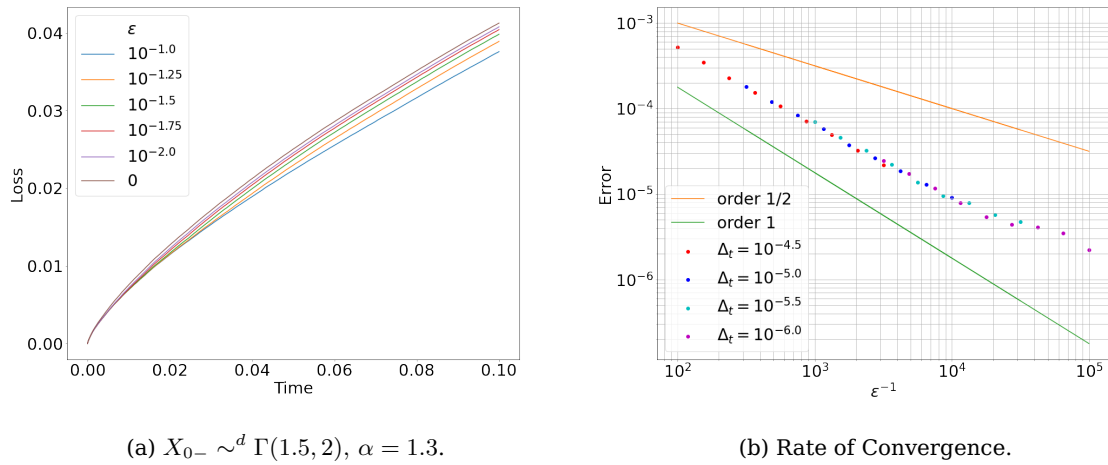 ε
10^{-1.0}
10^{-1.25}
10^{-1.5}
10^{-1.75}
10^{-2.0}
0
0.04
0.03
0.02
0.01
0.00
Loss
0.00 0.02 0.04 0.06 0.08 0.10
Time
(a) X_{0−} ∼^d Γ(1.5, 2), α = 1.3.
10^{-3}
10^{-4}
10^{-5}
10^{-6}
Error
order 1/2
order 1
Δ_t = 10^{-4.5}
Δ_t = 10^{-5.0}
Δ_t = 10^{-5.5}
Δ_t = 10^{-6.0}
10^2 10^3 10^4 10^5
ε^{-1}
(b) Rate of Convergence.